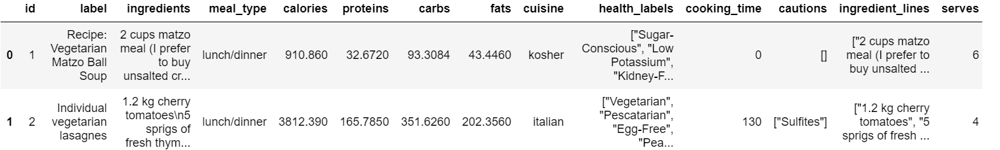 id label ingredients meal_type calories proteins carbs fats cuisine health_labels cooking_time cautions ingredient_lines serves
Recipe: 2 cups matzo ["Sugar-
Vegetarian meal (I prefer Conscious", "Low ["2 cups matzo
0 1 Matzo Ball to buy lunch/dinner 910.860 32.6720 93.3084 43.4460 kosher Potassium", 0 [] meal (I prefer to 6
Soup unsalted cr... "Kidney-F... buy unsalted ...
1.2 kg cherry ["Vegetarian",
Individual tomatoes\n5 "Pescatarian", ["1.2 kg cherry
1 2 vegetarian sprigs of lunch/dinner 3812.390 165.7850 351.6260 202.3560 italian "Egg-Free", 130 ["Sulfites"] tomatoes", "5 4
lasagnes fresh thym... "Pea... sprigs of fresh ...